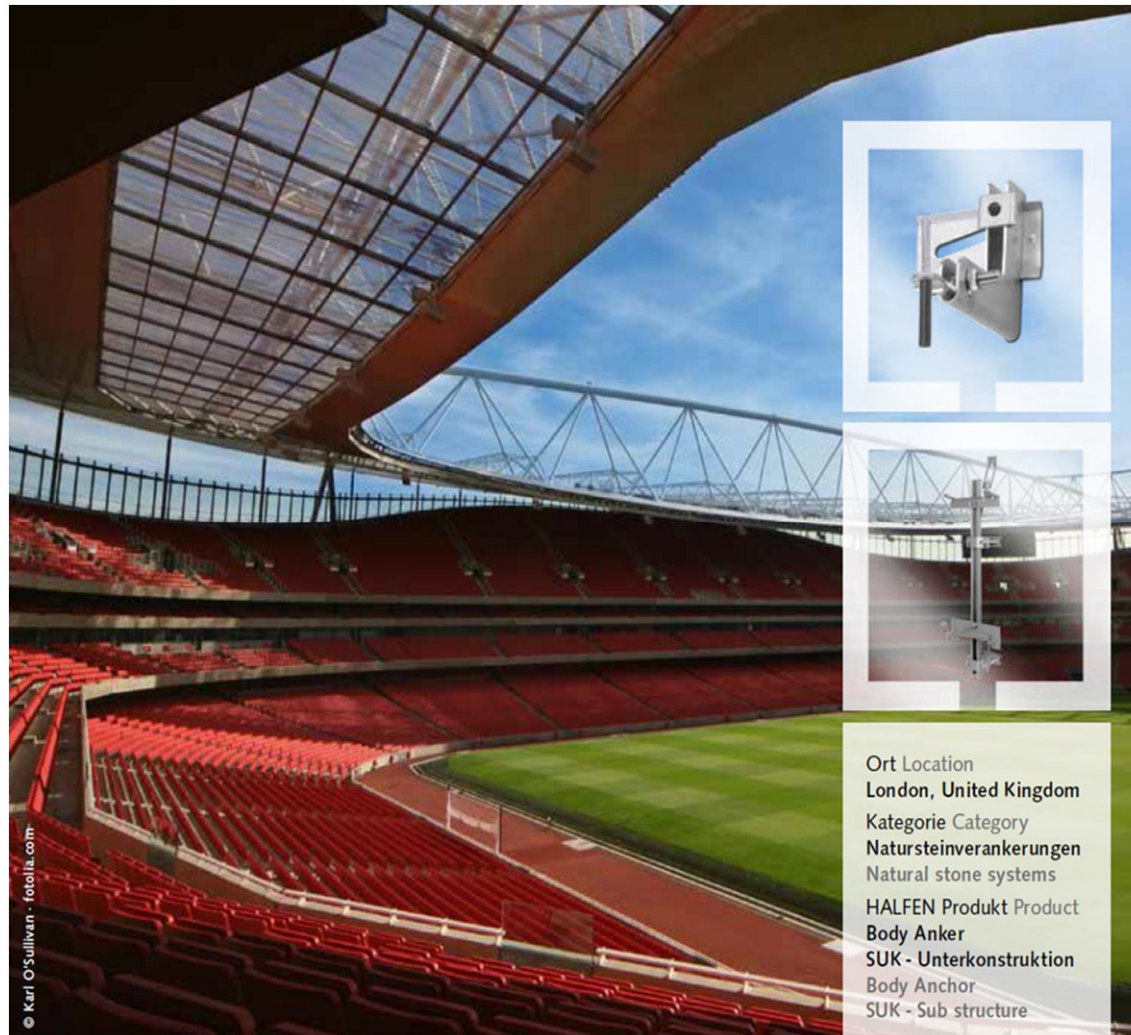 Ort Location
London, United Kingdom
Kategorie Category
Natursteinverankerungen
Natural stone systems
HALFEN Produkt Product
Body Anker
SUK - Unterkonstruktion
Body Anchor
SUK - Sub structure
© Karl O'Sullivan - fotolia.com